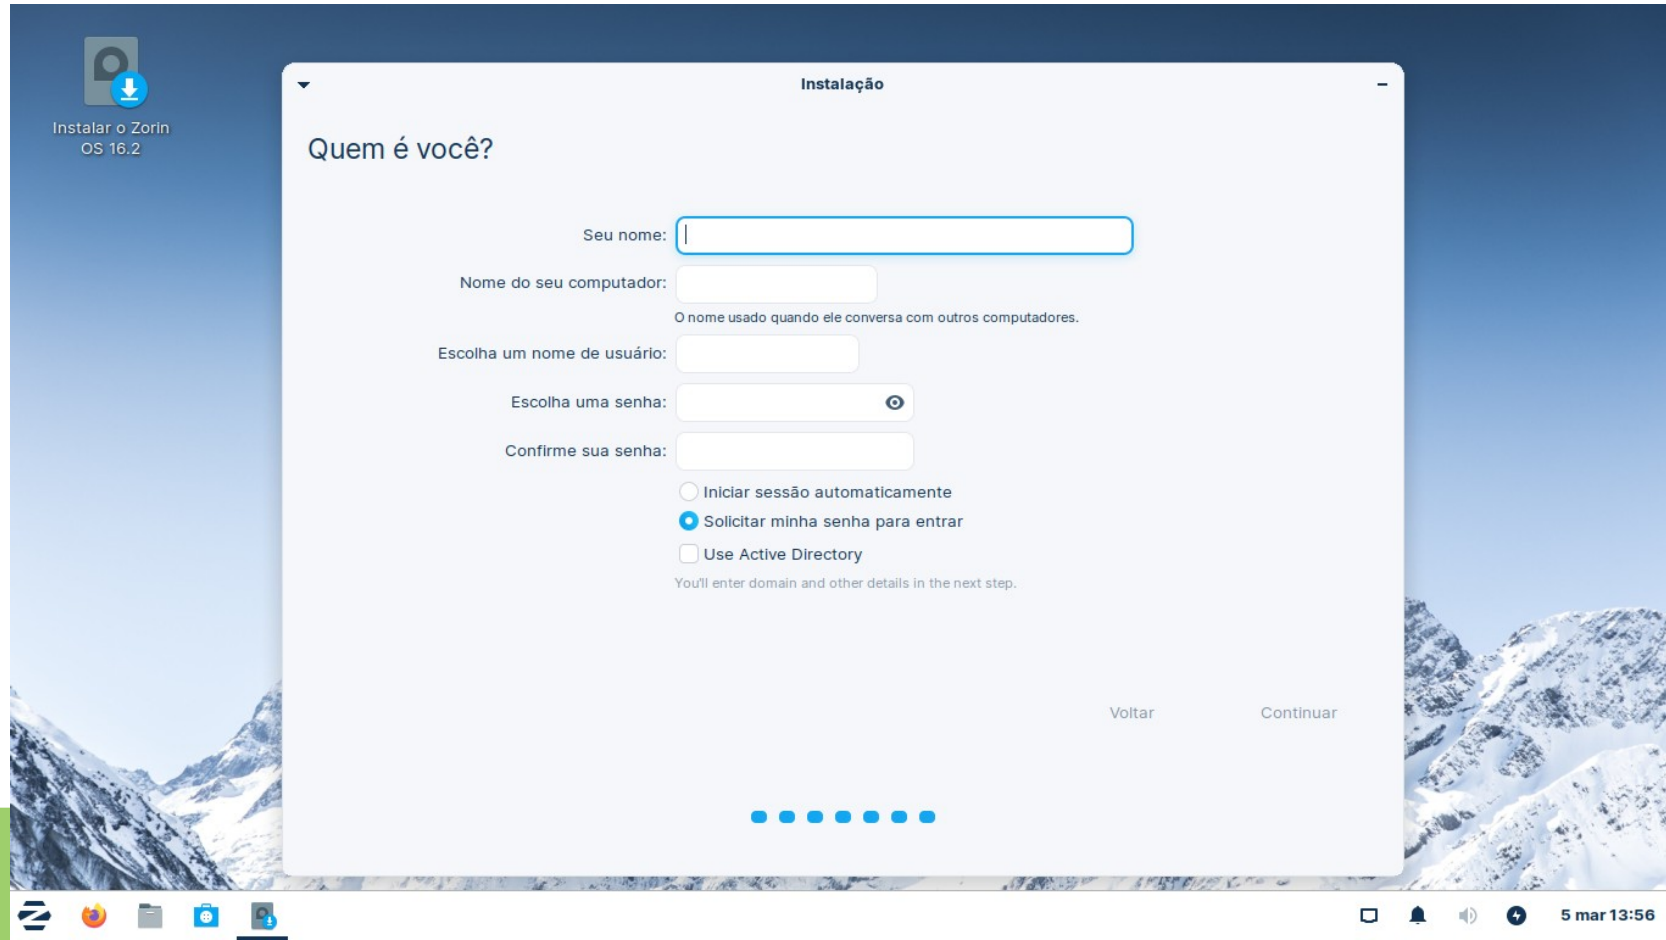 Instalar o Zorin
OS 16.2
Instalação
Quem é você?
Seu nome:
Nome do seu computador:
O nome usado quando ele conversa com outros computadores.
Escolha um nome de usuário:
Escolha uma senha:
Confirme sua senha:
Iniciar sessão automaticamente
Solicitar minha senha para entrar
Use Active Directory
You'll enter domain and other details in the next step.
Voltar
Continuar
5 mar 13:56